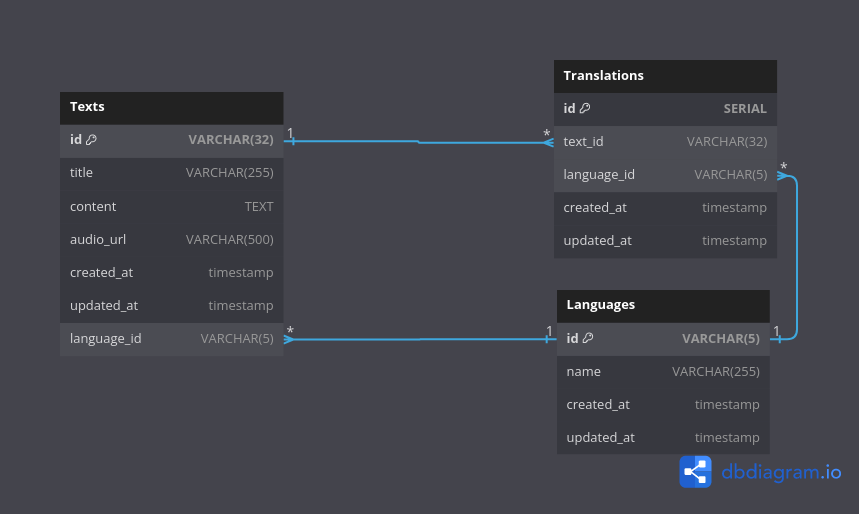 Texts
id VARCHAR(32)
title VARCHAR(255)
content TEXT
audio_url VARCHAR(500)
created_at timestamp
updated_at timestamp
language_id VARCHAR(5)
1
*
*
1
Translations
id SERIAL
text_id VARCHAR(32)
language_id VARCHAR(5)
created_at timestamp
updated_at timestamp
*
1
Languages
id VARCHAR(5)
name VARCHAR(255)
created_at timestamp
updated_at timestamp
dbdiagram.io